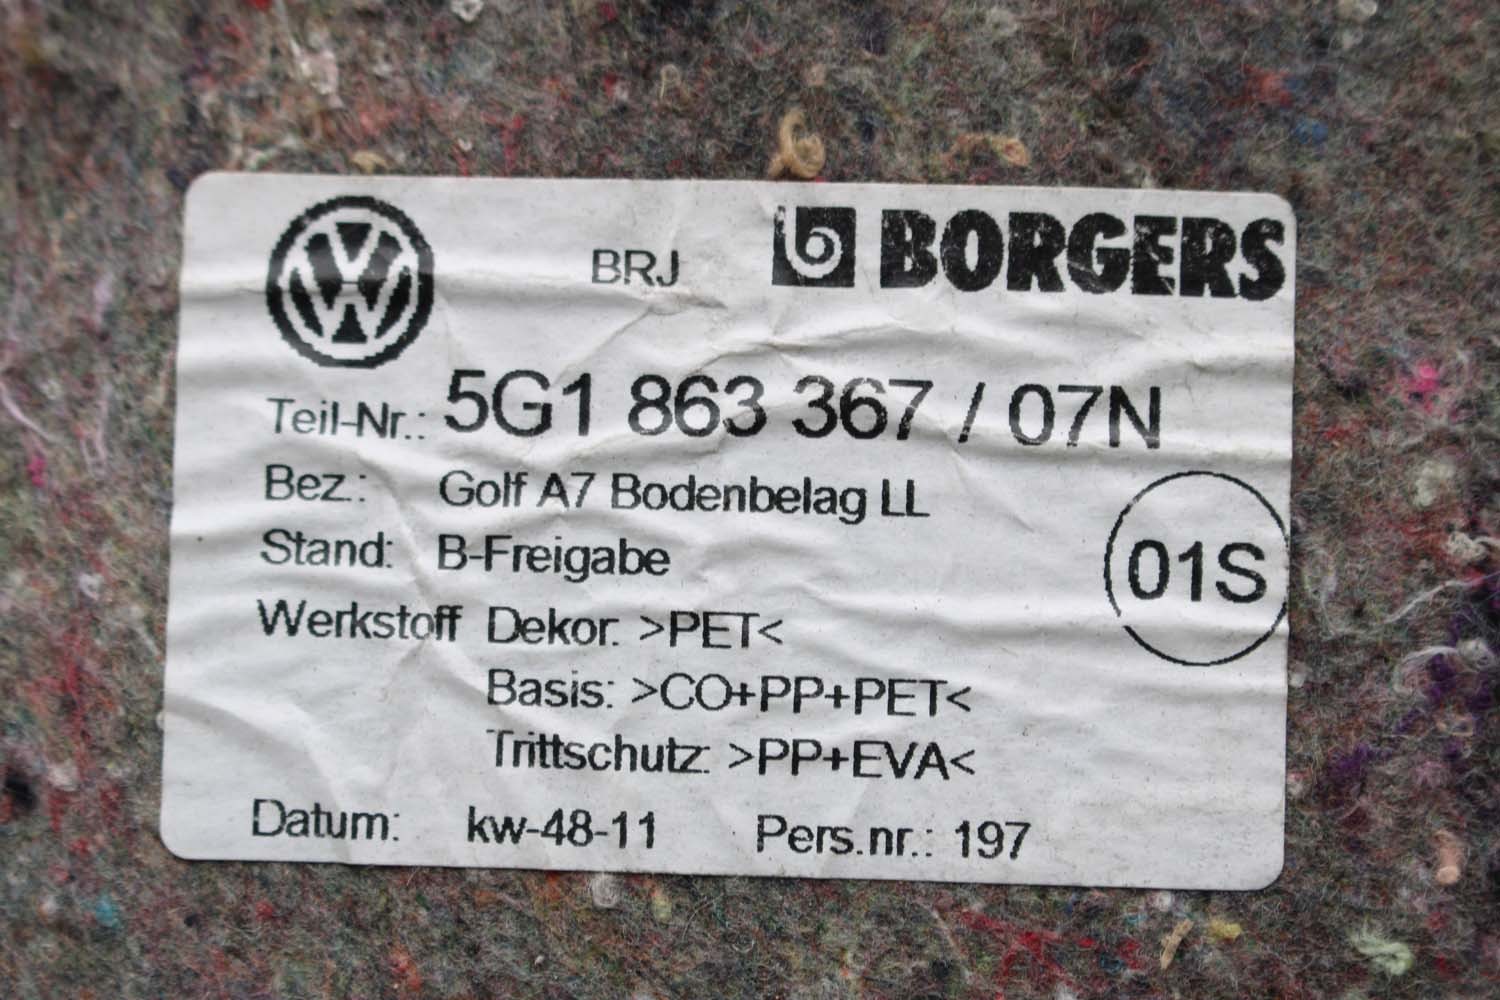 BRJ BORGERS
Teil-Nr.: 5G1 863 367 / 07N
Bez.: Golf A7 Bodenbelag LL
Stand: B-Freigabe
01S
Werkstoff Dekor: >PET<
Basis: >CO+PP+PET<
Trittschutz: >PP+EVA<
Datum: kw-48-11 Pers.nr.: 197